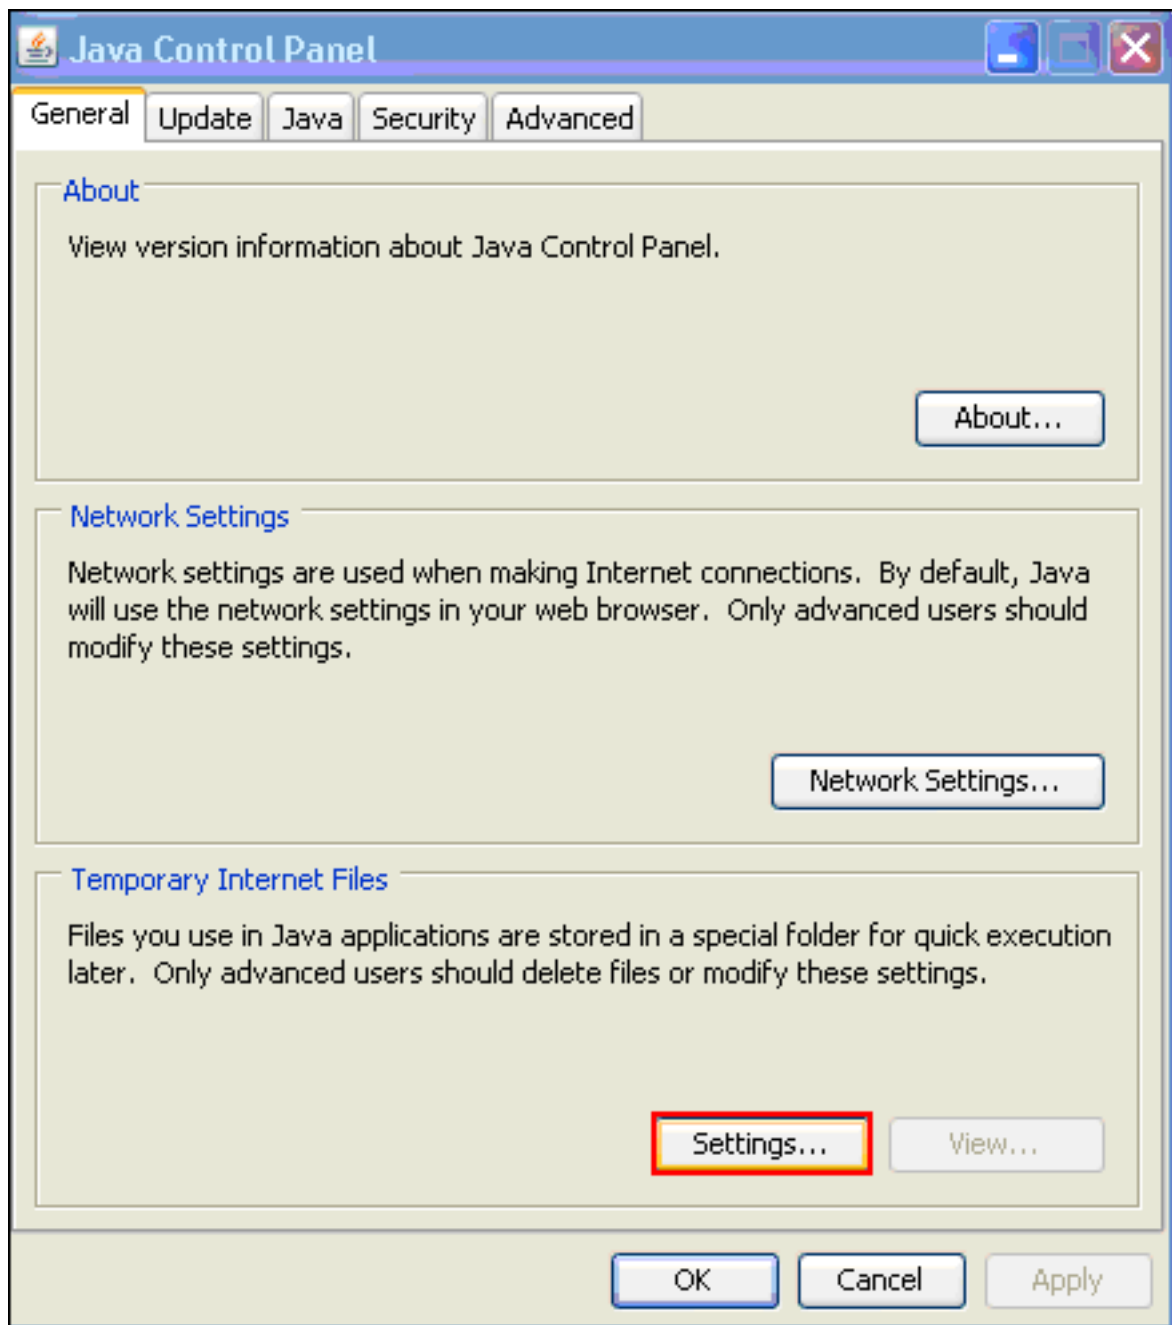 Java Control Panel
General
Update
Java
Security
Advanced
About
View version information about Java Control Panel.
About...
Network Settings
Network settings are used when making Internet connections.  By default, Java
will use the network settings in your web browser.  Only advanced users should
modify these settings.
Network Settings...
Temporary Internet Files
Files you use in Java applications are stored in a special folder for quick execution
later.  Only advanced users should delete files or modify these settings.
Settings...
View...
OK
Cancel
Apply